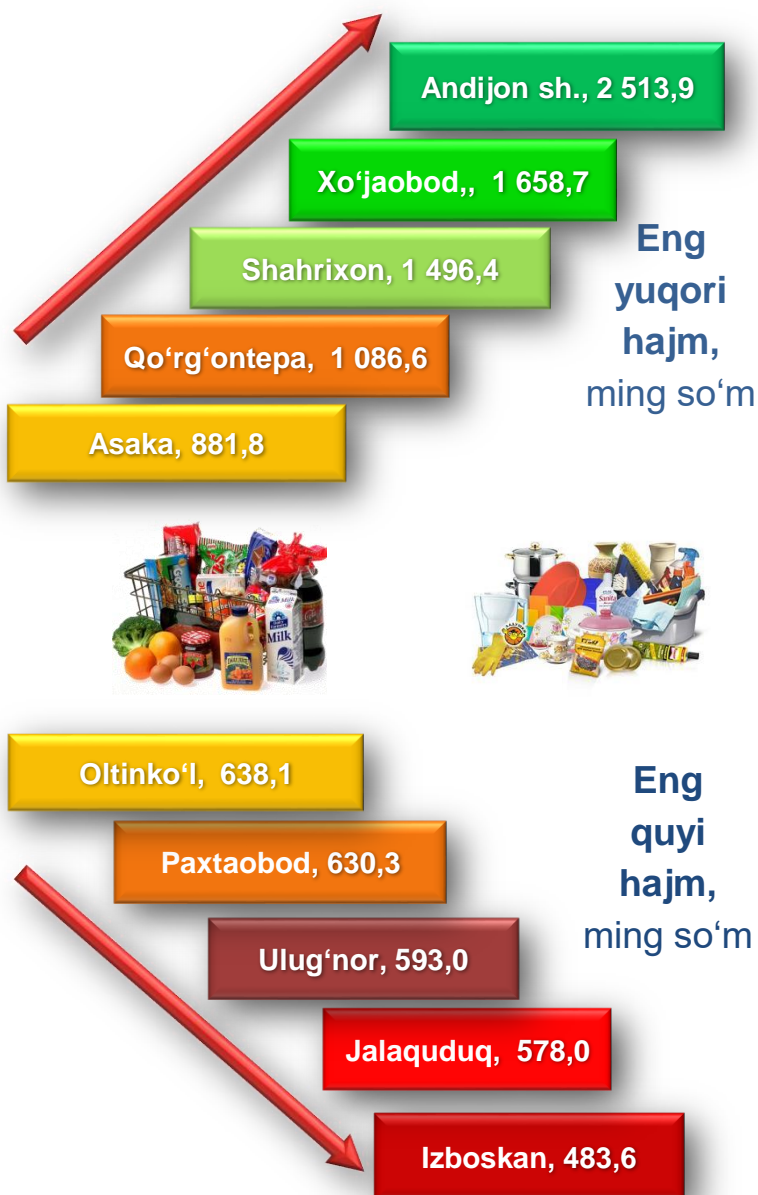 Andijon sh., 2 513,9
Xo‘jaobod,, 1 658,7
Shahrixon, 1 496,4
Qo‘rg‘ontepa, 1 086,6
Asaka, 881,8
Eng
yuqori
hajm,
ming so‘m
Milk
Oltinko‘l, 638,1
Paxtaobod, 630,3
Ulug‘nor, 593,0
Jalaquduq, 578,0
Izboskan, 483,6
Eng
quyi
hajm,
ming so‘m